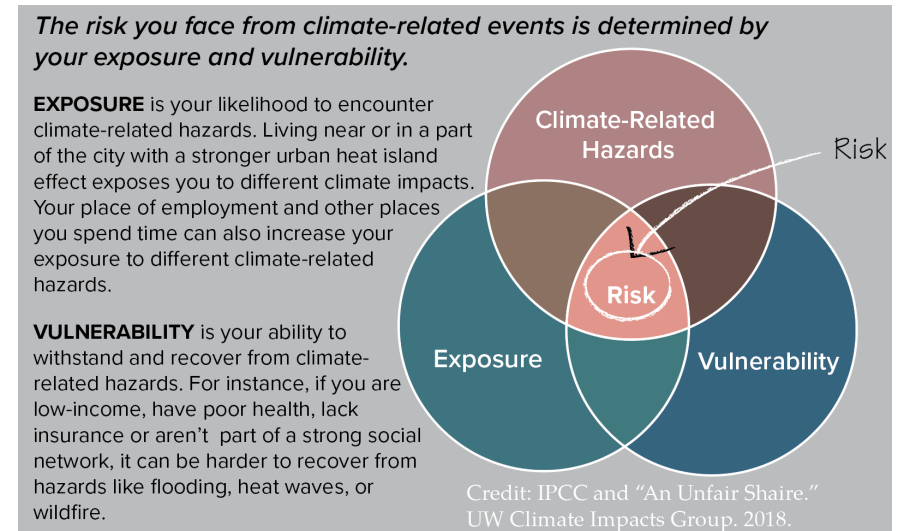 The risk you face from climate-related events is determined by
your exposure and vulnerability.
EXPOSURE is your likelihood to encounter
climate-related hazards. Living near or in a part
of the city with a stronger urban heat island
effect exposes you to different climate impacts.
Your place of employment and other places
you spend time can also increase your
exposure to different climate-related
hazards.
VULNERABILITY is your ability to
withstand and recover from climate-
related hazards. For instance, if you are
low-income, have poor health, lack
insurance or aren't part of a strong social
network, it can be harder to recover from
hazards like flooding, heat waves, or
wildfire.
Climate-Related
Hazards
Risk
Risk
Exposure
Vulnerability
Credit: IPCC and “An Unfair Shaire.”
UW Climate Impacts Group. 2018.